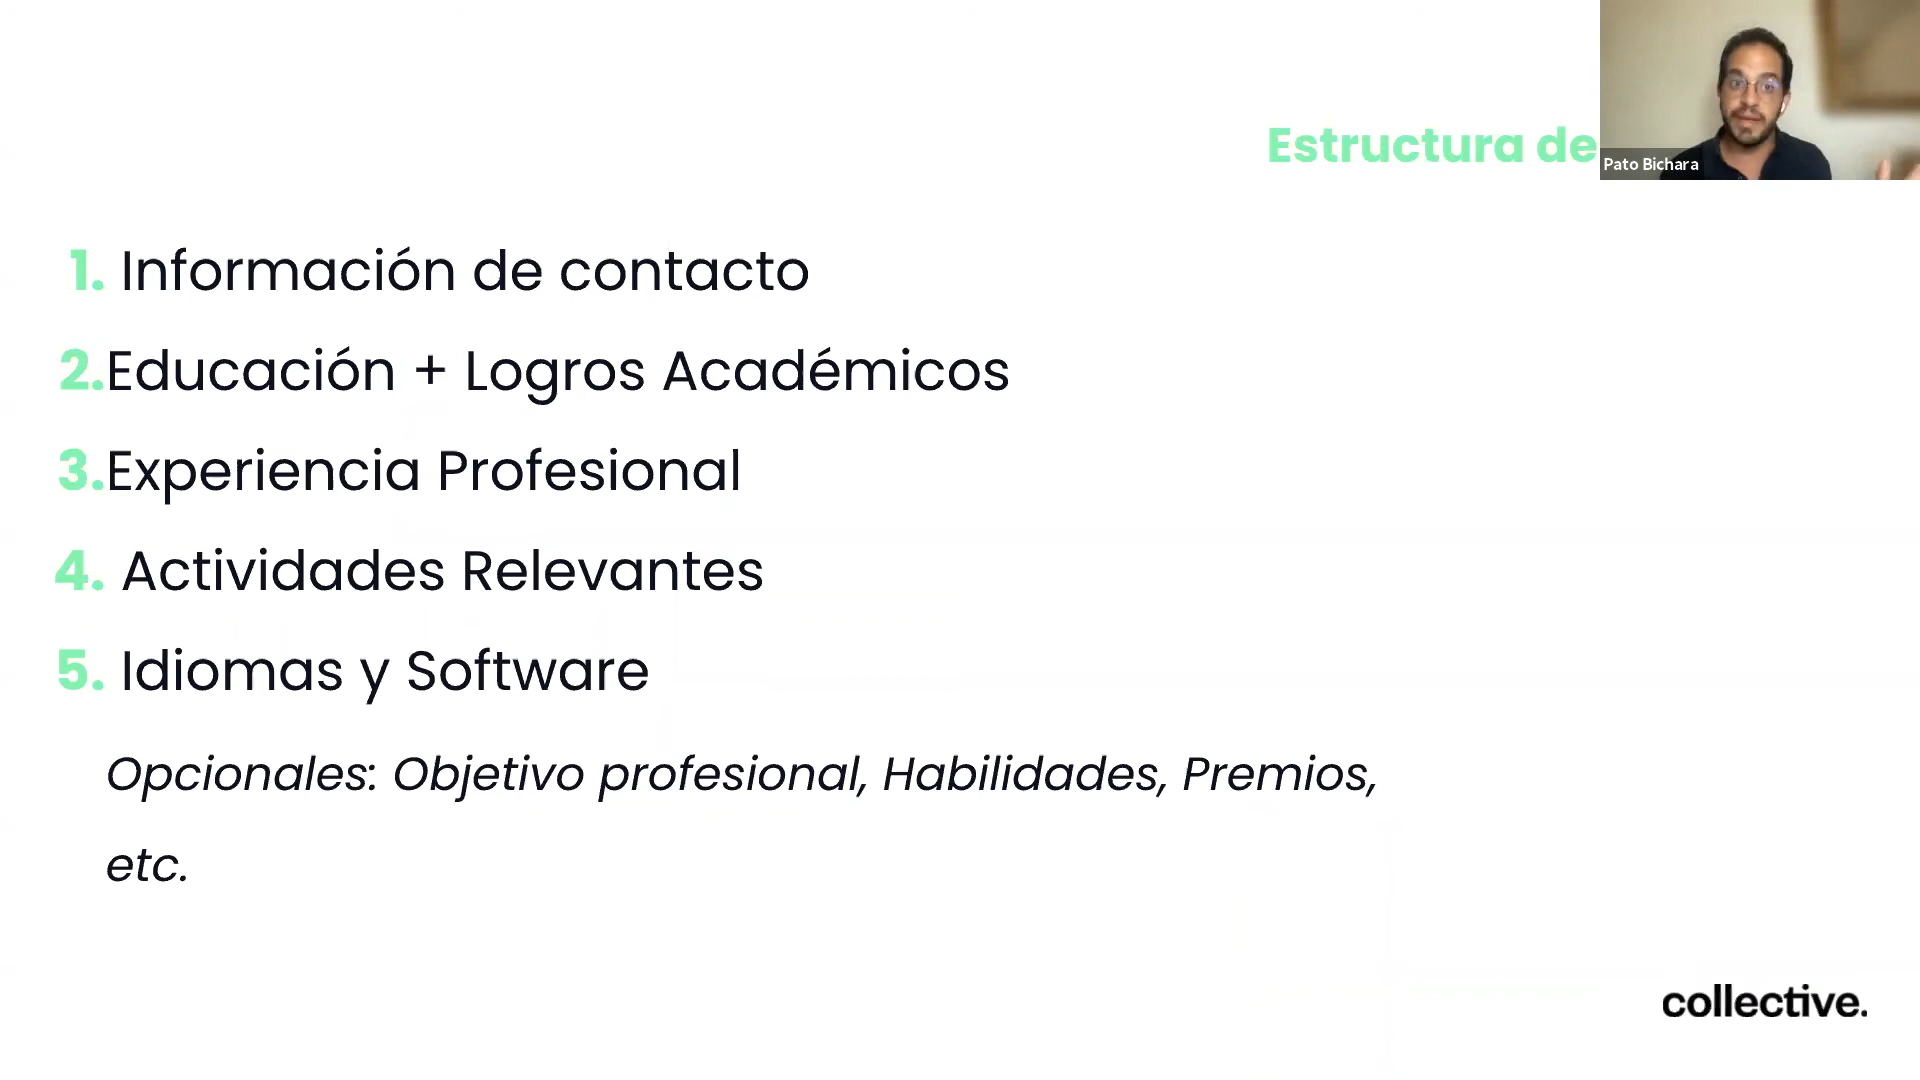 Estructura de
Pato Bichara
1. Información de contacto
2.Educación + Logros Académicos
3.Experiencia Profesional
4. Actividades Relevantes
5. Idiomas y Software
Opcionales: Objetivo profesional, Habilidades, Premios,
etc.
collective.